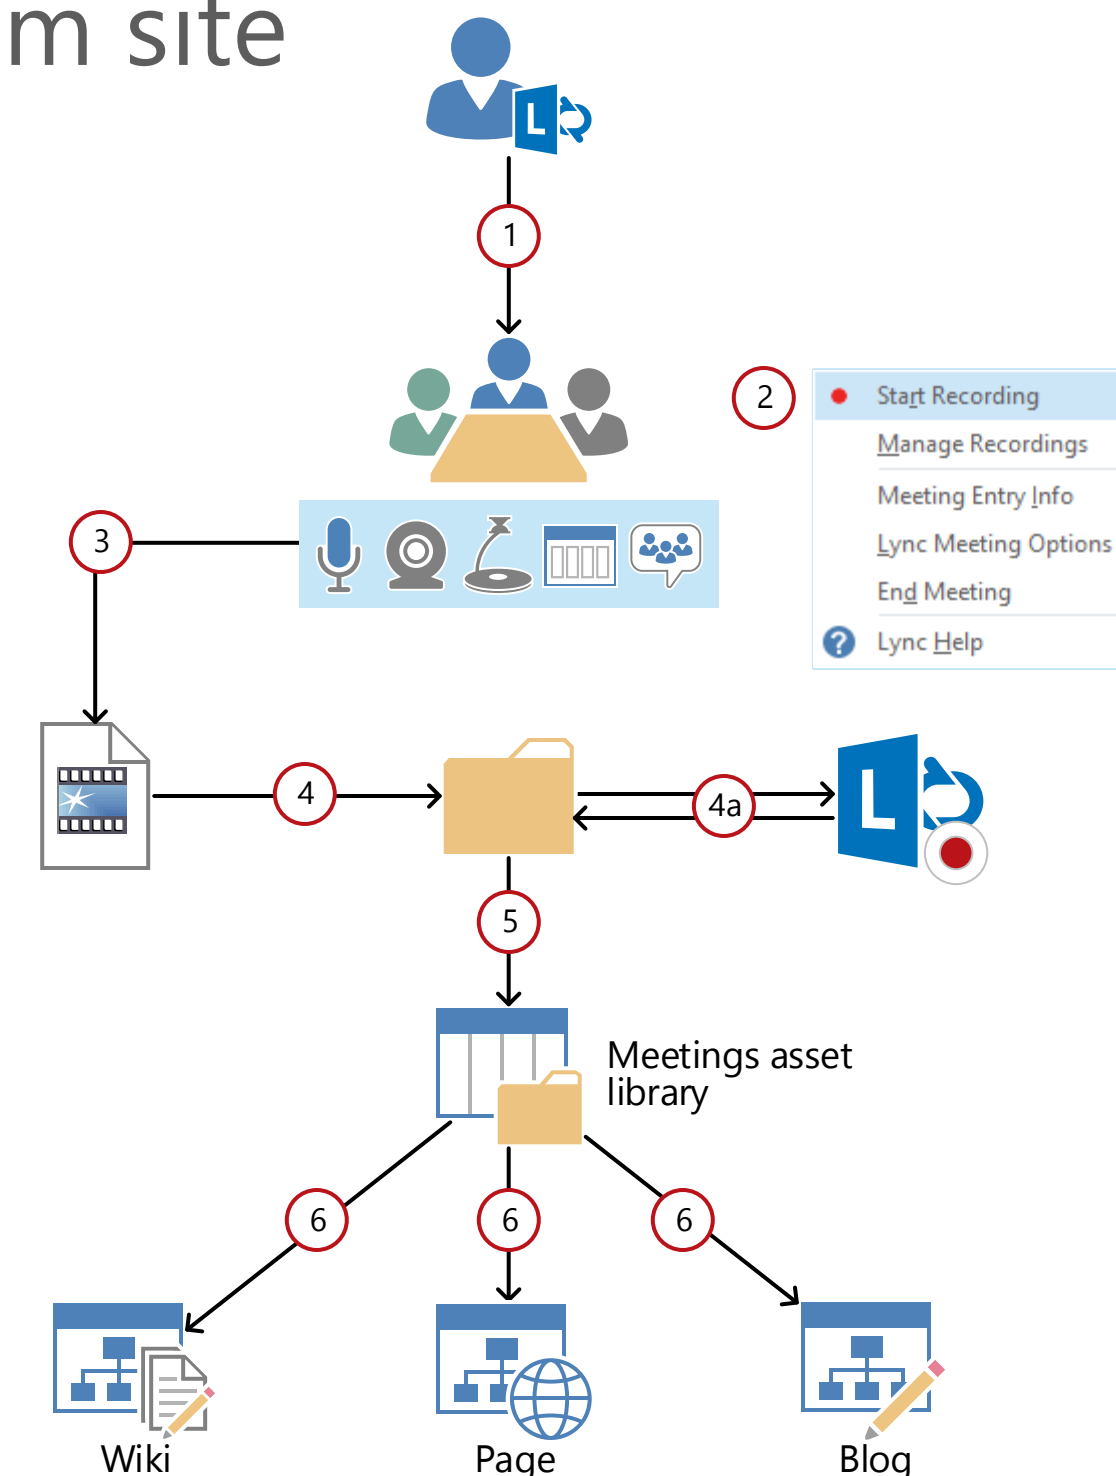 m site
L
1
2
Start Recording
Manage Recordings
Meeting Entry Info
Lync Meeting Options
End Meeting
? Lync Help
3
4
4a
L
5
Meetings asset
library
6 6 6
Wiki Page Blog